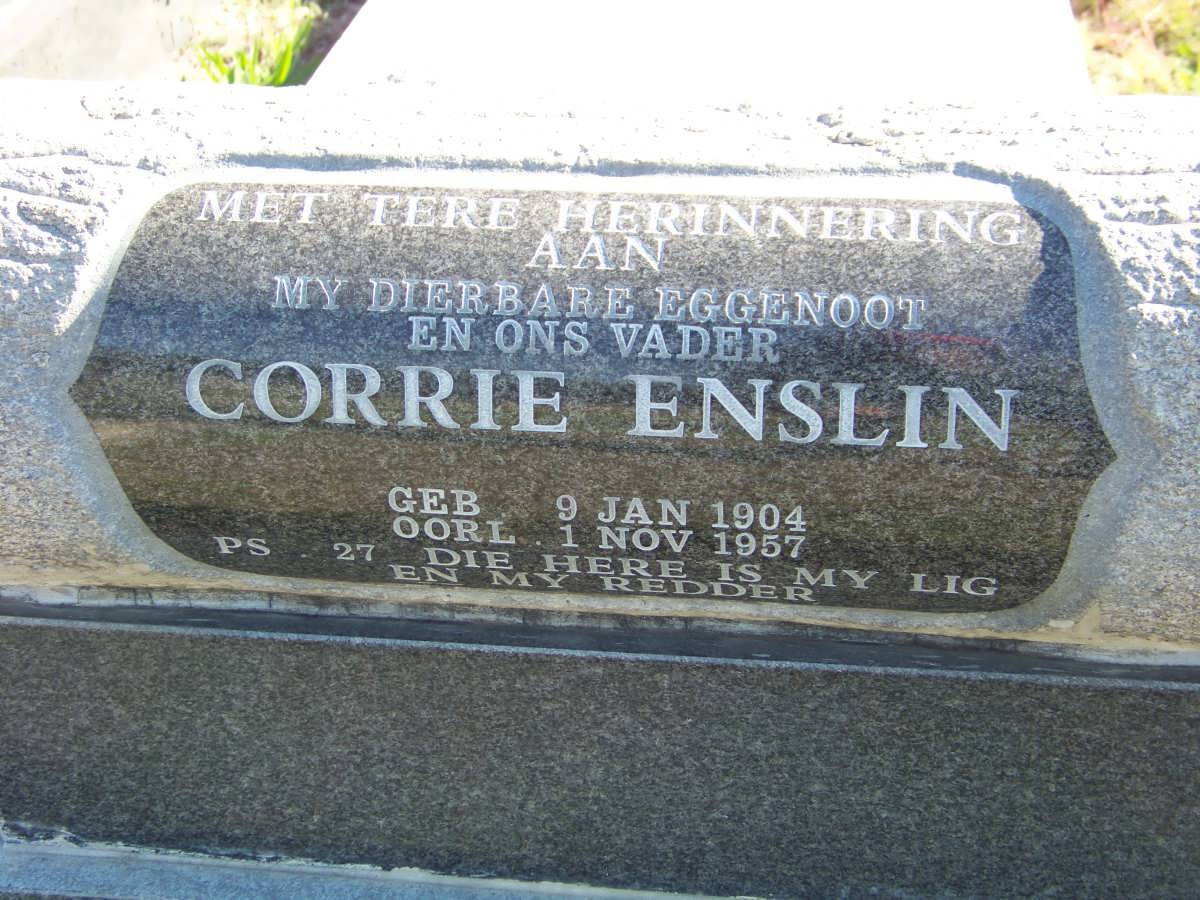 MET TERE HERINNERING
AAN
MY DIERBARE EGGENOOT
EN ONS VADER
CORRIE ENSLIN
GEB 9 JAN 1904
OORL . 1 NOV 1957
PS . 27 DIE HERE IS MY LIG
EN MY REDDER